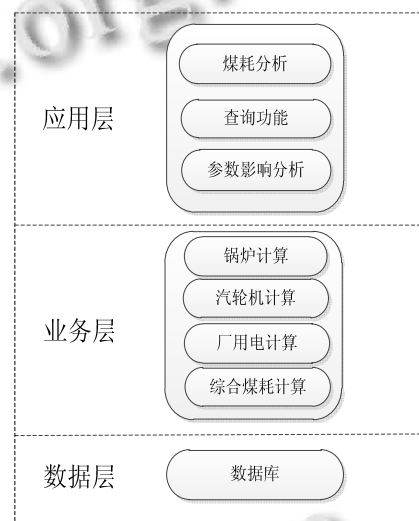 应用层
煤耗分析
查询功能
参数影响分析
业务层
锅炉计算
汽轮机计算
厂用电计算
综合煤耗计算
数据层
数据库